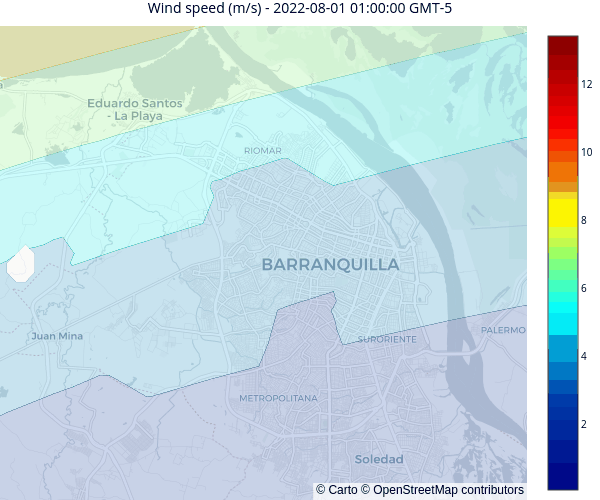 Wind speed (m/s) - 2022-08-01 01:00:00 GMT-5
Eduardo Santos
- La Playa
RIOMAR
BARRANQUILLA
Juan Mina
SURORIENTE
PALERMO
METROPOLITANA
Soledad
© Carto © OpenStreetMap contributors
12
10
8
6
4
2